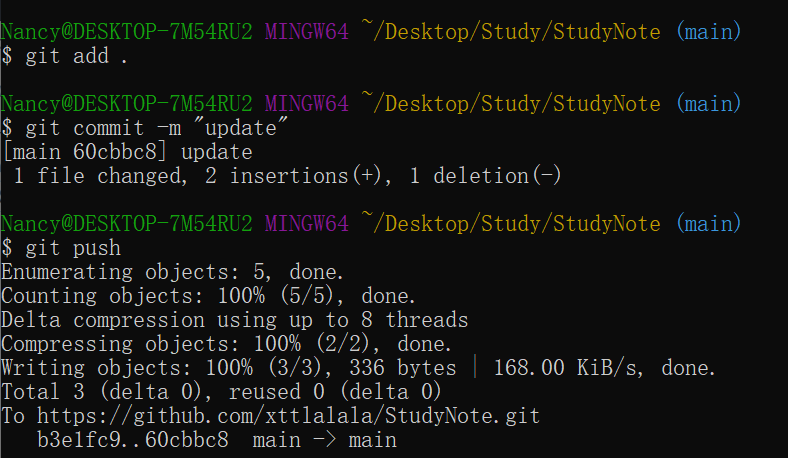 Nancy@DESKTOP-7M54RU2 MINGW64 ~/Desktop/Study/StudyNote (main)
$ git add .
Nancy@DESKTOP-7M54RU2 MINGW64 ~/Desktop/Study/StudyNote (main)
$ git commit -m "update"
[main 60cbbc8] update
 1 file changed, 2 insertions(+), 1 deletion(-)
Nancy@DESKTOP-7M54RU2 MINGW64 ~/Desktop/Study/StudyNote (main)
$ git push
Enumerating objects: 5, done.
Counting objects: 100% (5/5), done.
Delta compression using up to 8 threads
Compressing objects: 100% (2/2), done.
Writing objects: 100% (3/3), 336 bytes | 168.00 KiB/s, done.
Total 3 (delta 0), reused 0 (delta 0)
To https://github.com/xttlalala/StudyNote.git
   b3e1fc9..60cbbc8  main -> main